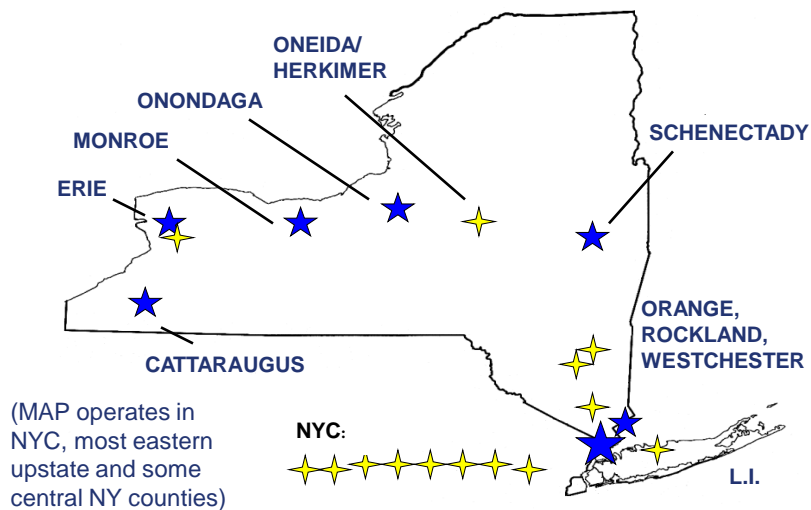 ONEIDA/
HERKIMER
ONONDAGA
SCHENECTADY
MONROE
ERIE
ORANGE,
ROCKLAND,
WESTCHESTER
CATTARAUGUS
(MAP operates in
NYC, most eastern
upstate and some
central NY counties)
NYC:
L.I.